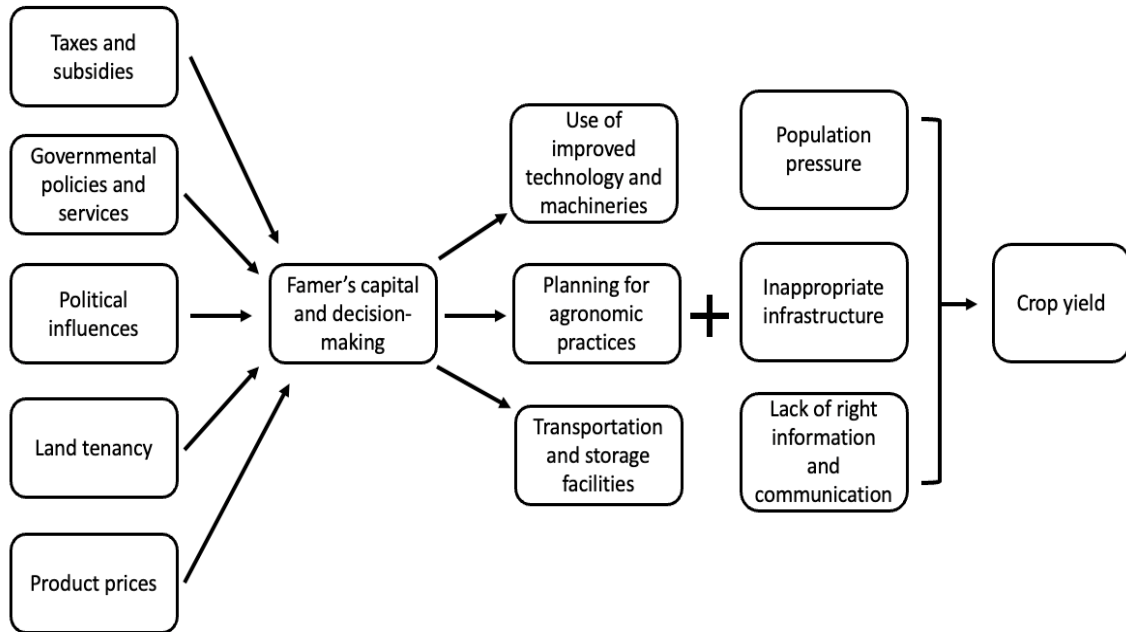 Taxes and
subsidies
Governmental
policies and
services
Political
influences
Land tenancy
Product prices
Famer's capital
and decision-
making
Use of
improved
technology and
machineries
Planning for
agronomic
practices
Transportation
and storage
facilities
+
Population
pressure
Inappropriate
infrastructure
Lack of right
information
and
communication
Crop yield